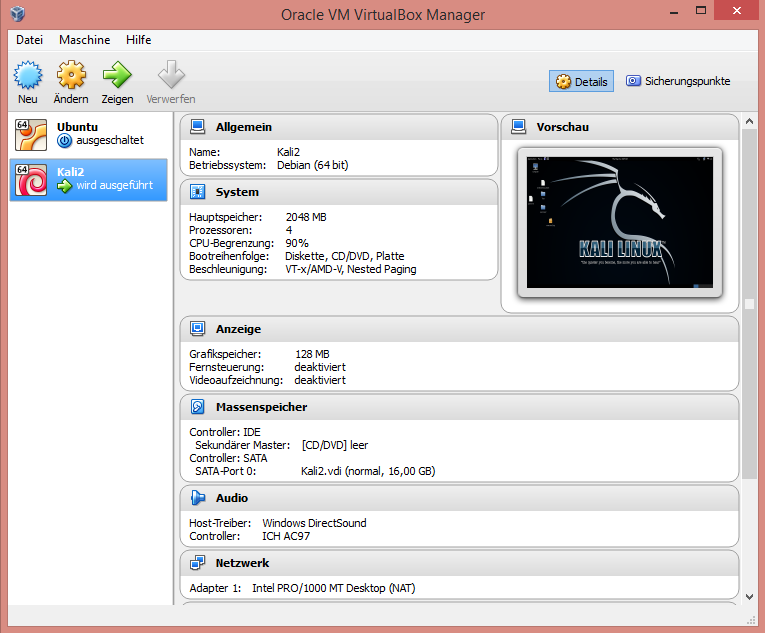 Oracle VM VirtualBox Manager
Datei Maschine Hilfe
Neu Ändern Zeigen Verwerfen
Details Sicherungspunkte
64 Ubuntu
ausgeschaltet
64 Kali2
wird ausgeführt
Allgemein
Name: Kali2
Betriebssystem: Debian (64 bit)
System
Hauptspeicher: 2048 MB
Prozessoren: 4
CPU-Begrenzung: 90%
Bootreihenfolge: Diskette, CD/DVD, Platte
Beschleunigung: VT-x/AMD-V, Nested Paging
Vorschau
KALI LINUX
"the quieter you become, the more you are able to hear"
Anzeige
Grafikspeicher: 128 MB
Fernsteuerung: deaktiviert
Videoaufzeichnung: deaktiviert
Massenspeicher
Controller: IDE
Sekundärer Master: [CD/DVD] leer
Controller: SATA
SATA-Port 0: Kali2.vdi (normal, 16,00 GB)
Audio
Host-Treiber: Windows DirectSound
Controller: ICH AC97
Netzwerk
Adapter 1: Intel PRO/1000 MT Desktop (NAT)